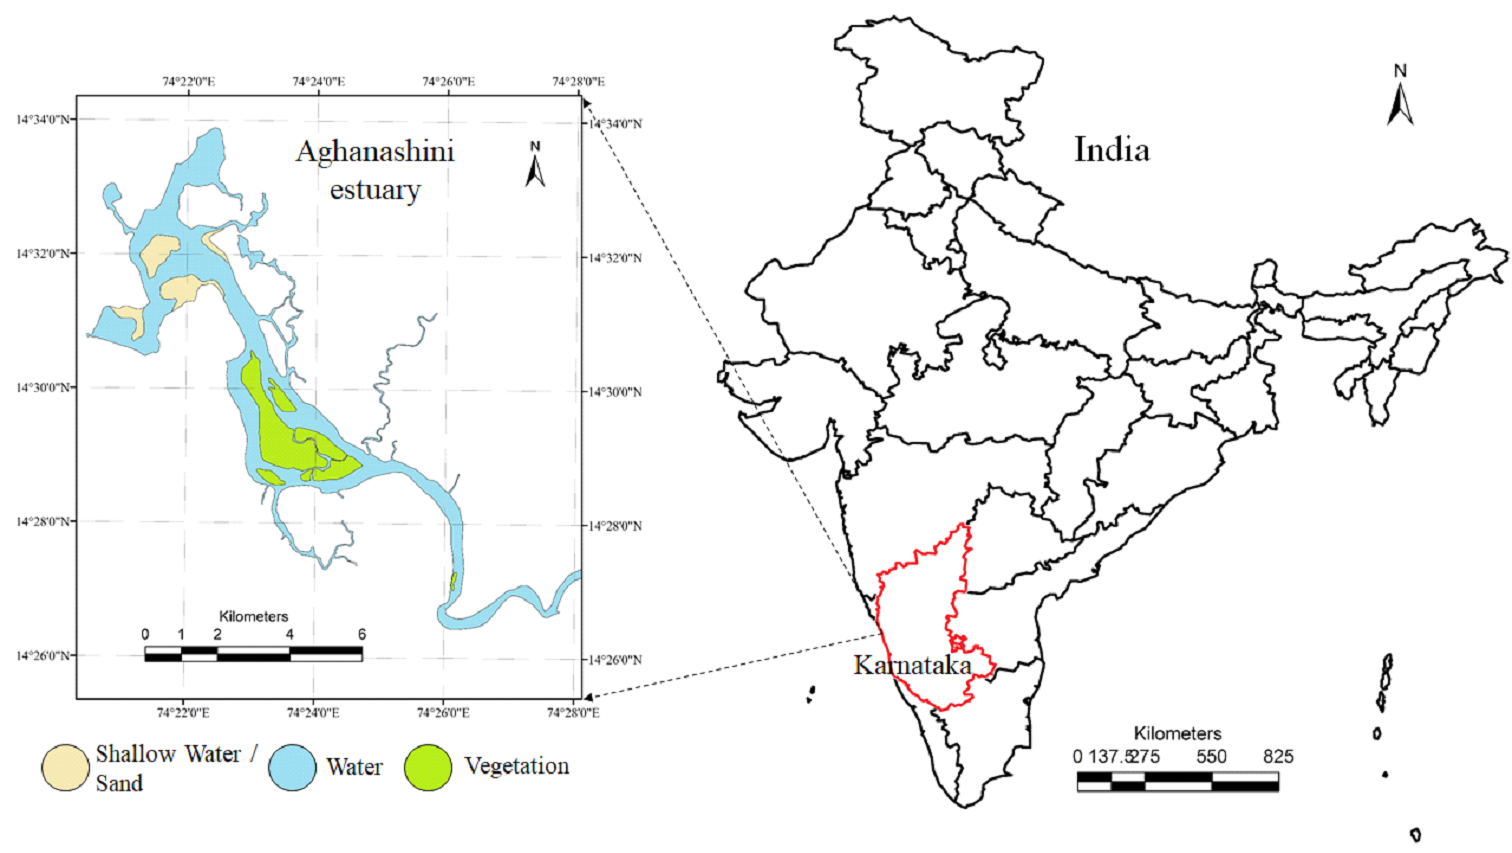 74°22'0"E 74°24'0"E 74°26'0"E 74°28'0"E
14°34'0"N
14°34'0"N
Aghanashini
estuary
N
14°32'0"N
14°32'0"N
14°30'0"N
14°30'0"N
14°28'0"N
14°28'0"N
Kilometers
0 1 2 4 6
14°26'0"N
14°26'0"N
74°22'0"E 74°24'0"E 74°26'0"E 74°28'0"E
Shallow Water /
Sand
Water
Vegetation
N
India
Karnataka
Kilometers
0 137.5275 550 825